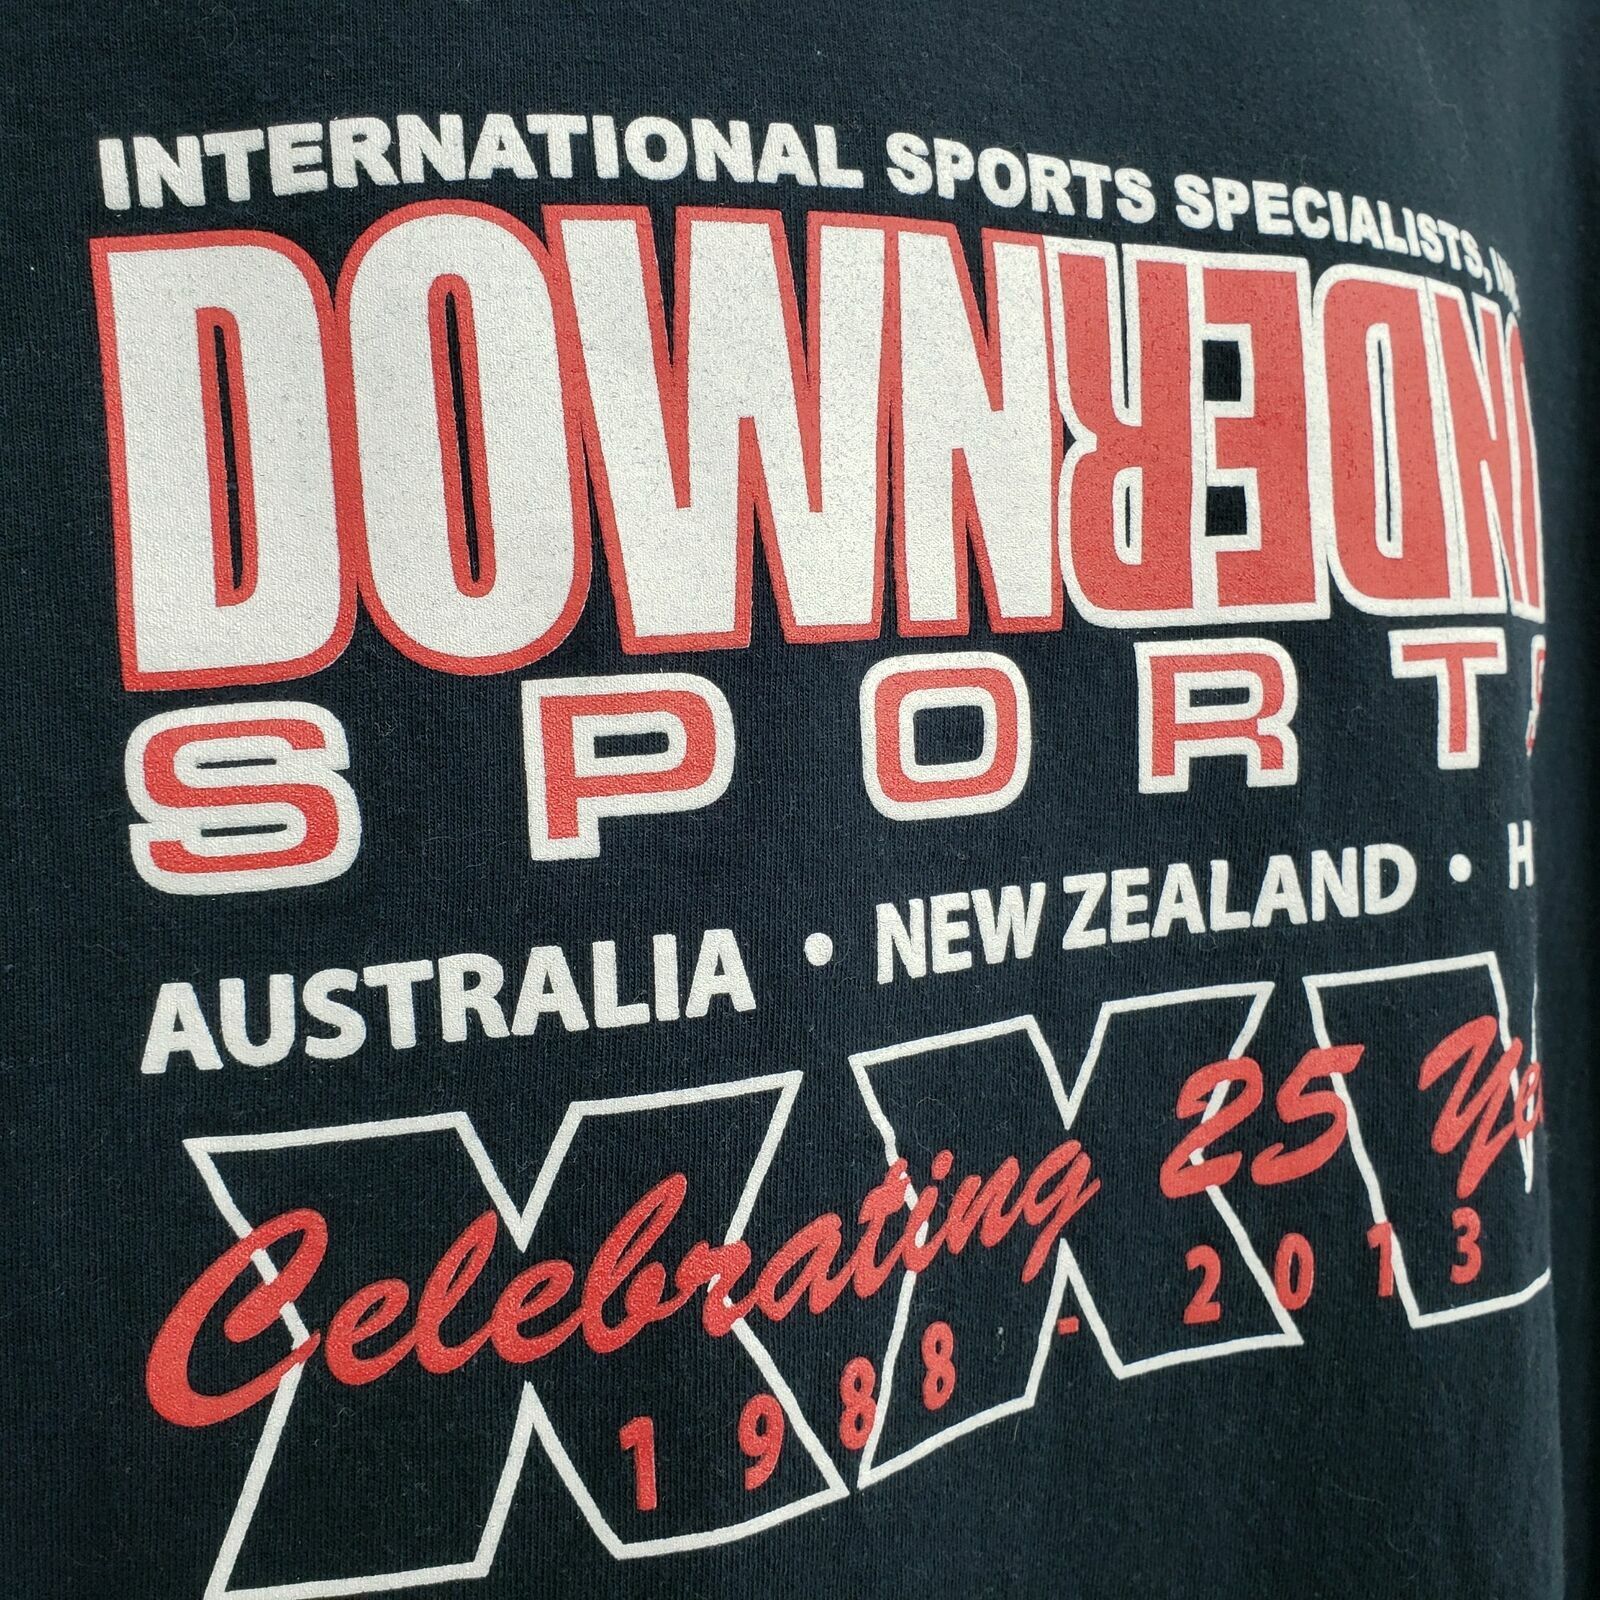 INTERNATIONAL SPORTS SPECIALISTS,
DOWN UNDER
SPORTS
AUSTRALIA • NEW ZEALAND •
XXV
Celebrating 25
1988 - 2013